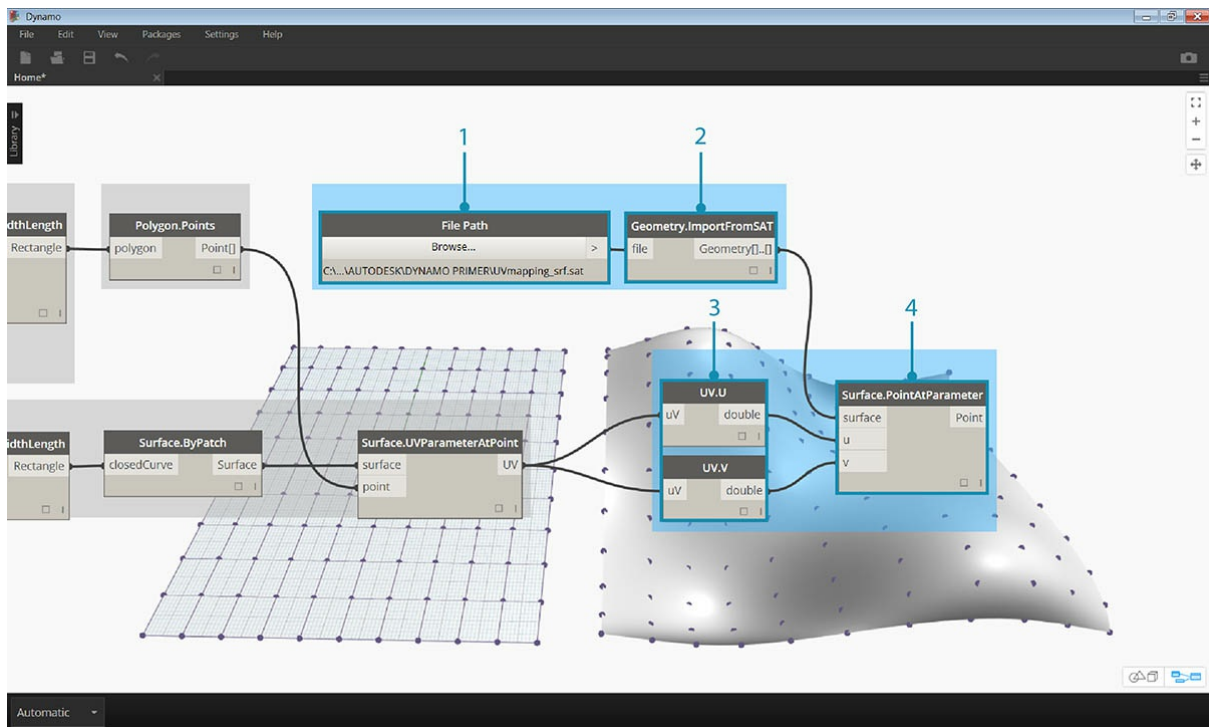 Dynamo
File Edit View Packages Settings Help
Home*
Library
1
2
dthLength
Rectangle
Polygon.Points
polygon Point[]
File Path
Browse... >
C:\...\AUTODESK\DYNAMO PRIMER\UVmapping_srf.sat
Geometry.ImportFromSAT
file Geometry[]..[]
3
4
idthLength
Rectangle
Surface.ByPatch
closedCurve Surface
Surface.UVParameterAtPoint
surface UV
point
UV.U
uV double
UV.V
uV double
Surface.PointAtParameter
surface Point
u
v
Automatic